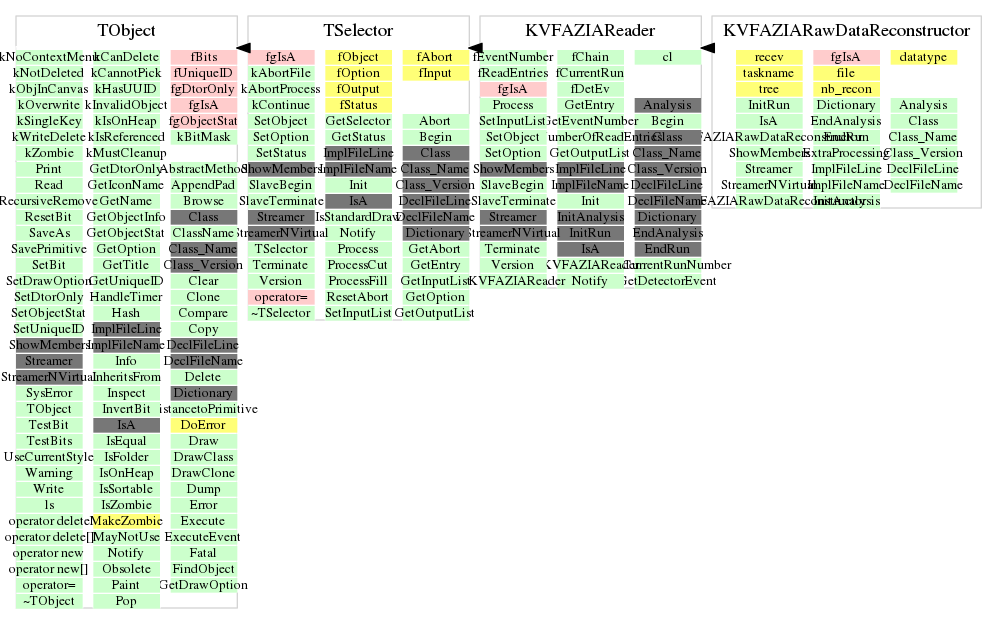 TObject
kNoContextMenu kCanDelete fBits
kNotDeleted kCannotPick fUniqueID
kObjInCanvas kHasUUID fgDtorOnly
kOverwrite kInvalidObject fgIsA
kSingleKey kIsOnHeap fgObjectStat
kWriteDelete kIsReferenced kBitMask
kZombie kMustCleanup
Print GetDtorOnly AbstractMethod
Read GetIconName AppendPad
RecursiveRemove GetName Browse
ResetBit GetObjectInfo Class
SaveAs GetObjectStat ClassName
SavePrimitive GetOption Class_Name
SetBit GetTitle Class_Version
SetDrawOption GetUniqueID Clear
SetDtorOnly HandleTimer Clone
SetObjectStat Hash Compare
SetUniqueID ImplFileLine Copy
ShowMembers ImplFileName DeclFileLine
Streamer Info DeclFileName
StreamerNVirtual InheritsFrom Delete
SysError Inspect Dictionary
TObject InvertBit istancetoPrimitive
TestBit IsA DoError
TestBits IsEqual Draw
UseCurrentStyle IsFolder DrawClass
Warning IsOnHeap DrawClone
Write IsSortable Dump
ls IsZombie Error
operator delete MakeZombie Execute
operator delete[] MayNotUse ExecuteEvent
operator new Notify Fatal
operator new[] Obsolete FindObject
operator= Paint GetDrawOption
~TObject Pop
TSelector
fgIsA fObject fAbort
kAbortFile fOption fInput
kAbortProcess fOutput
kContinue fStatus
SetObject GetSelector Abort
SetOption GetStatus Begin
SetStatus ImplFileLine Class
ShowMembers ImplFileName Class_Name
SlaveBegin Init Class_Version
SlaveTerminate IsA DeclFileLine
Streamer IsStandardDraw DeclFileName
StreamerNVirtual Notify Dictionary
TSelector Process GetAbort
Terminate ProcessCut GetEntry
Version ProcessFill GetInputList
operator= ResetAbort GetOption
~TSelector SetInputList GetOutputList
KVFAZIAReader
fEventNumber fChain cl
fReadEntries fCurrentRun
fgIsA fDetEv
Process GetEntry Analysis
SetInputList GetEventNumber Begin
SetObject umberOfReadEntries Class
SetOption GetOutputList Class_Name
ShowMembers ImplFileLine Class_Version
SlaveBegin ImplFileName DeclFileLine
SlaveTerminate Init DeclFileName
Streamer InitAnalysis Dictionary
StreamerNVirtual InitRun EndAnalysis
Terminate IsA EndRun
Version KVFAZIAReader CurrentRunNumber
KVFAZIAReader Notify GetDetectorEvent
KVFAZIARawDataReconstructor
recev fgIsA datatype
taskname file
tree nb_recon
InitRun Dictionary Analysis
IsA EndAnalysis Class
EndRun Class_Name
ShowMembers ExtraProcessing Class_Version
Streamer ImplFileLine DeclFileLine
StreamerNVirtual ImplFileName DeclFileName
InitAnalysis